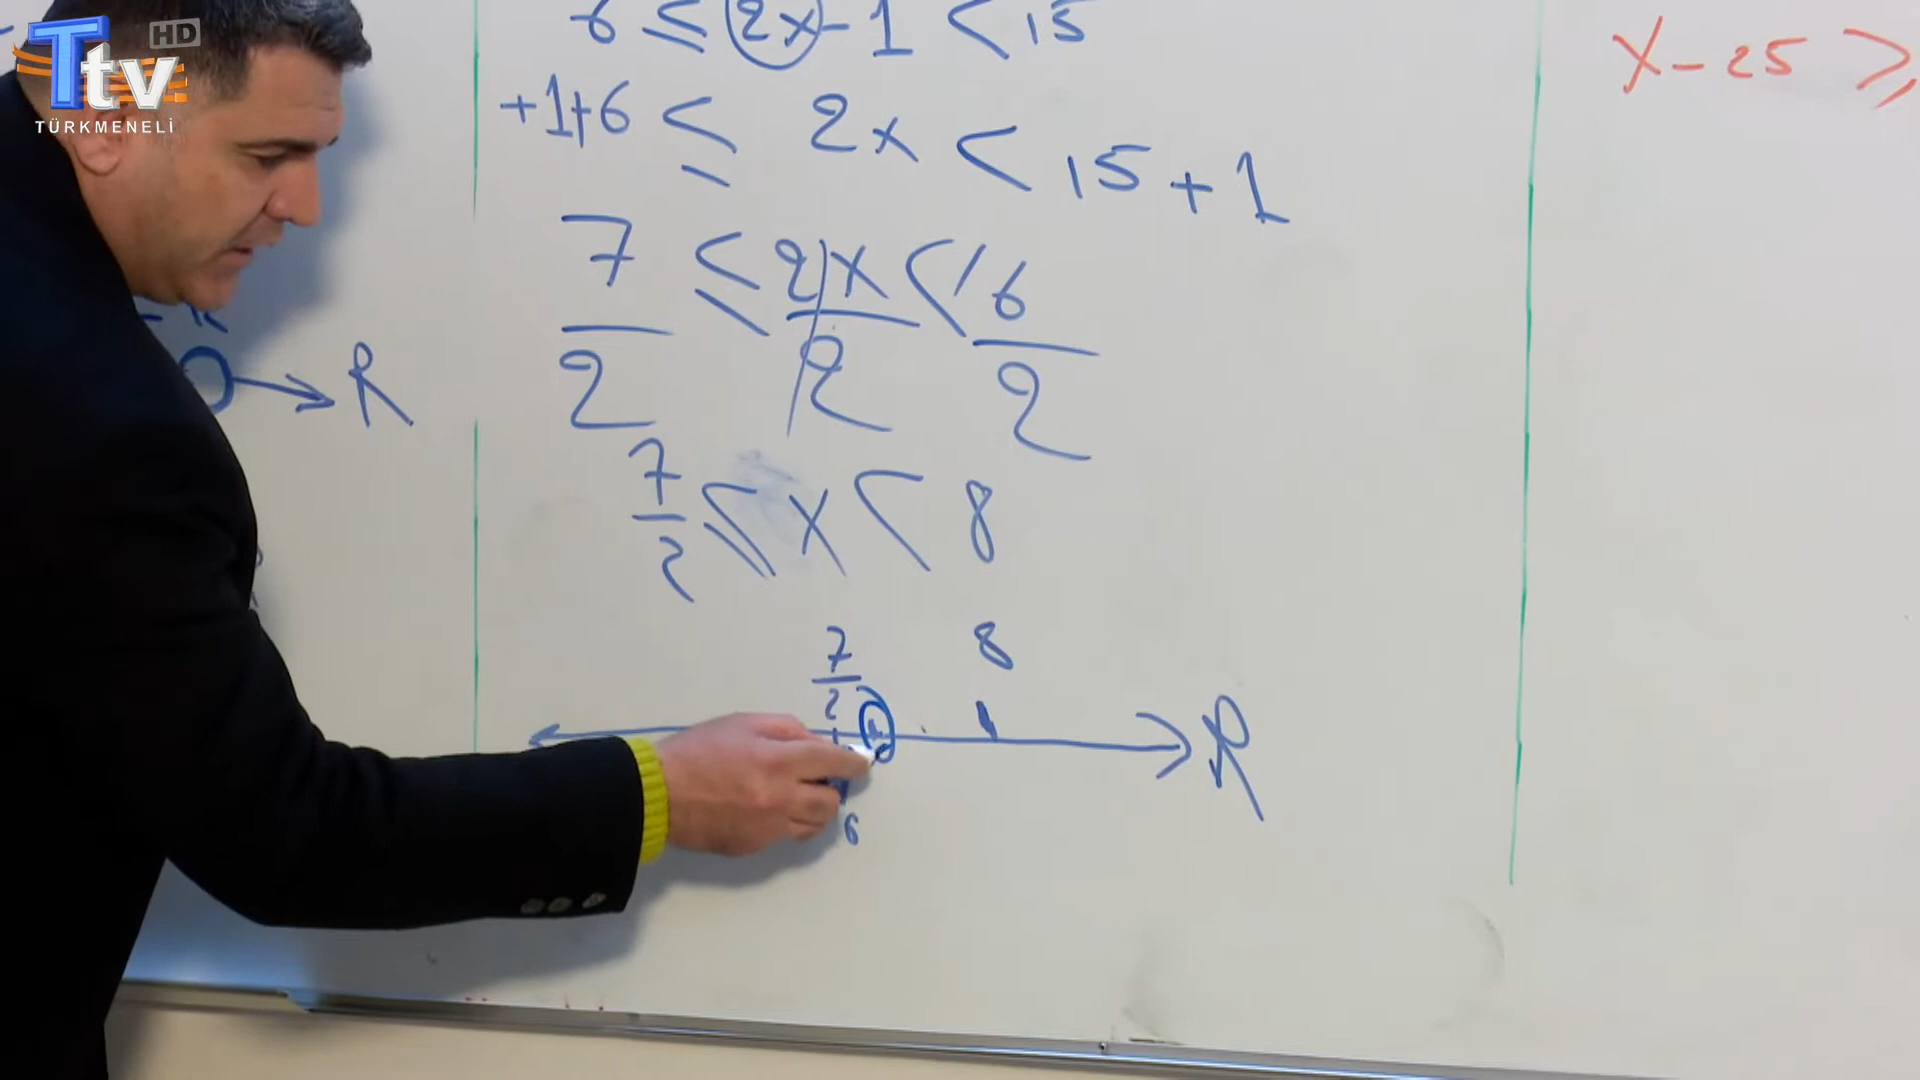 HD
Ttv
TÜRKMENELİ
6 ≤ 2x - 1 < 15
+1+6 ≤ 2x < 15 + 1
7/2 ≤ 2x/2 < 16/2
7/2 ≤ x < 8
7/2 8
R
6
R
x - 25 ≥